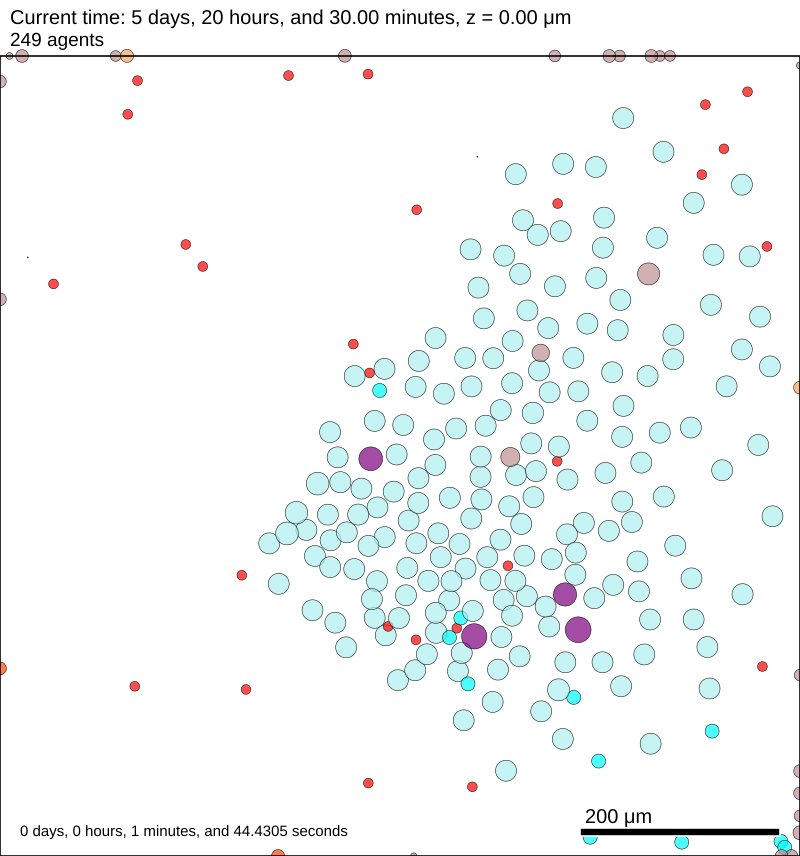 Current time: 5 days, 20 hours, and 30.00 minutes, z = 0.00 μm
249 agents
200 μm
0 days, 0 hours, 1 minutes, and 44.4305 seconds